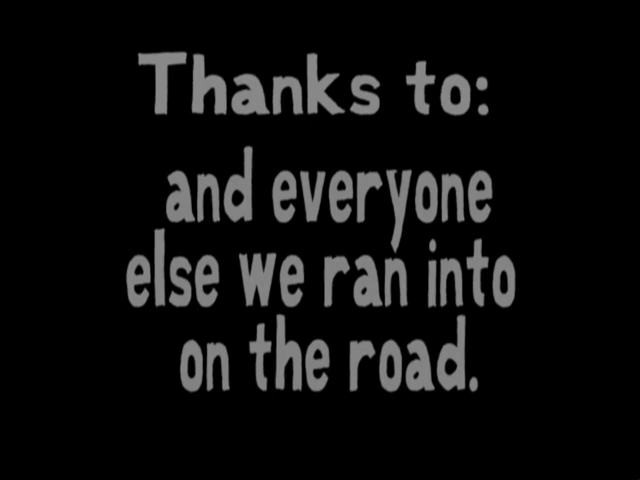 Thanks to:
and everyone
else we ran into
on the road.